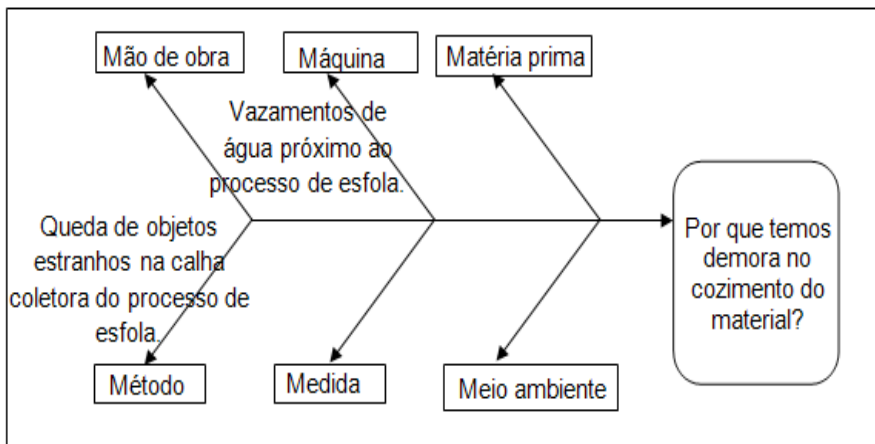 Mão de obra
Máquina
Matéria prima
Vazamentos de
água próximo ao
processo de esfola.
Queda de objetos
estranhos na calha
coletora do processo de
esfola.
Por que temos
demora no
cozimento do
material?
Método
Medida
Meio ambiente